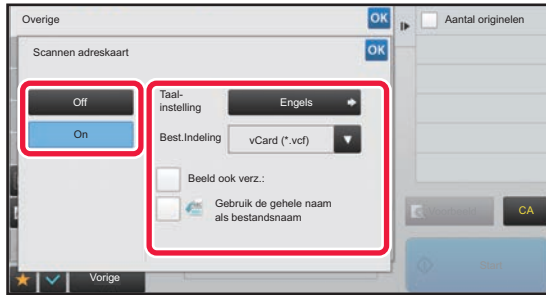 Overige
OK
Aantal originelen
Scannen adreskaart
OK
Off
On
Taal-
instelling
Engels
Best.Indeling
vCard (*.vcf)
Beeld ook verz.:
Gebruik de gehele naam
als bestandsnaam
CA
Start
Vorige